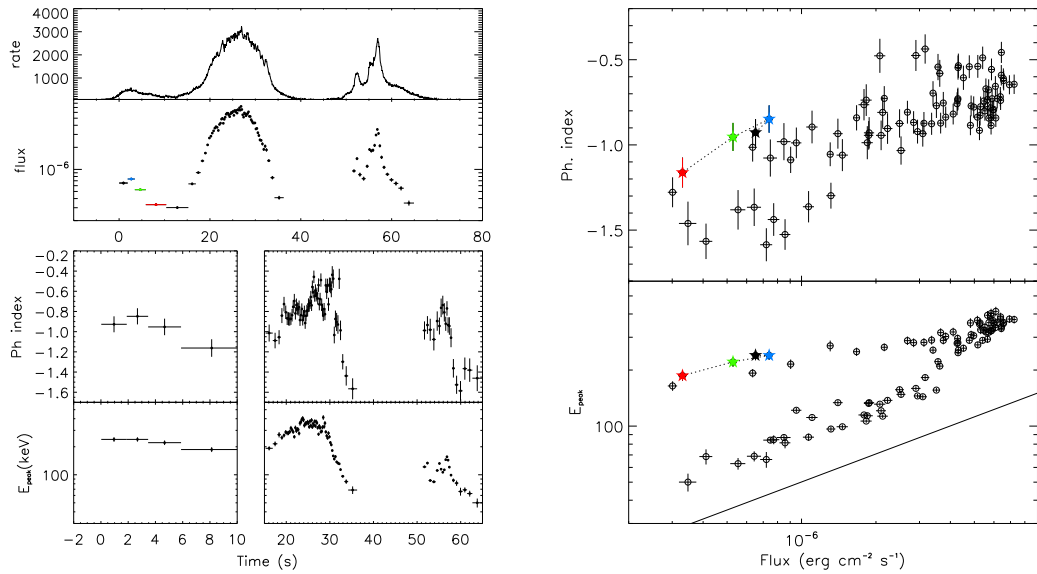 4000
3000
2000
1000
rate
10⁻⁶
flux
0 20 40 60 80
-0.2
-0.4
-0.6
-0.8
-1.0
-1.2
-1.4
-1.6
Ph index
100
E peak (keV)
-2 0 2 4 6 8 10
20 30 40 50 60
Time (s)
-0.5
-1.0
-1.5
Ph. index
100
E peak
10⁻⁶
Flux (erg cm⁻² s⁻¹)